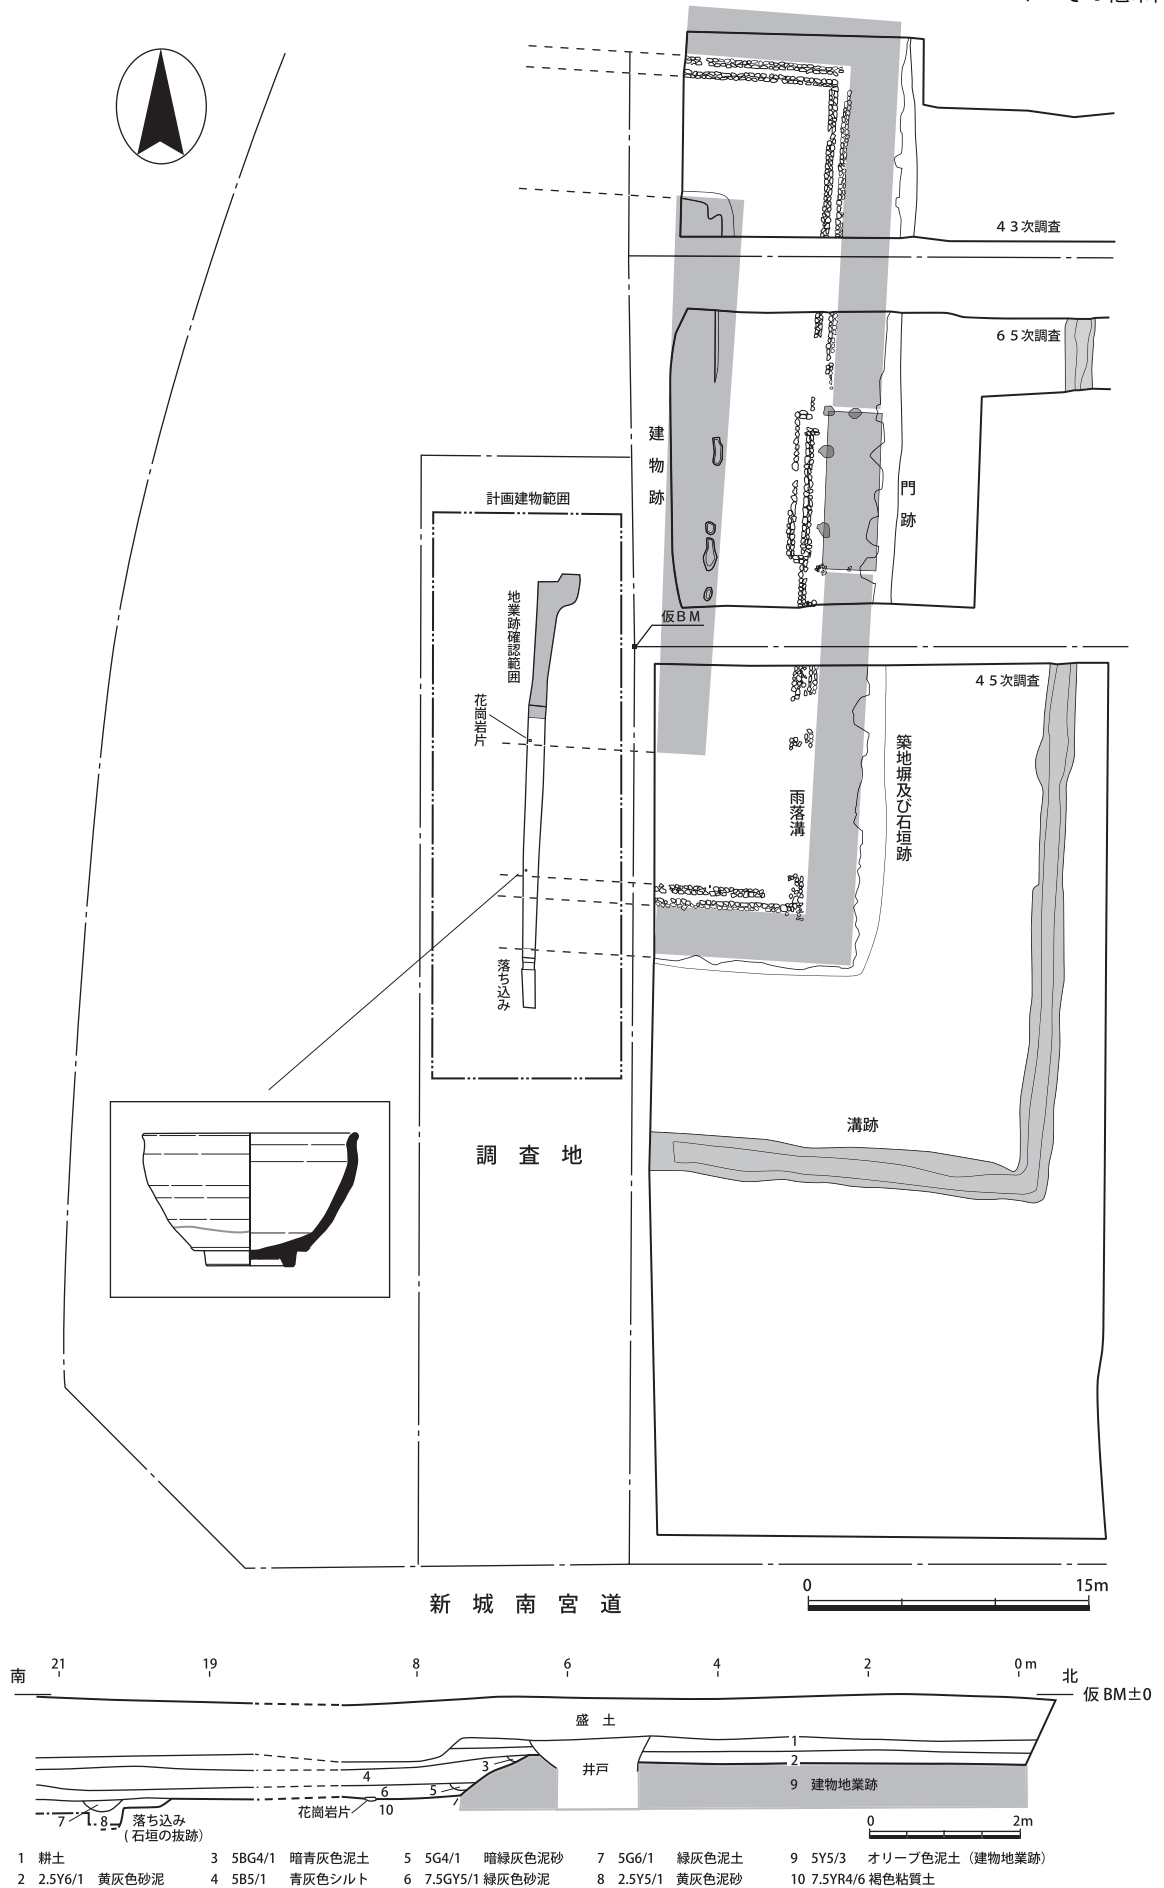 43次調査
65次調査
建物跡
門跡
計画建物範囲
地業跡確認範囲
仮BM
花崗岩片
45次調査
築地塀及び石垣跡
雨落溝
落ち込み
溝跡
調査地
0 15m
新城南宮道
南 21 19 8 6 4 2 0 m 北
仮 BM±0
盛土
1
2
3
井戸
4
9 建物地業跡
5
6
花崗岩片 10
7 8 落ち込み
(石垣の抜跡)
0 2m
1 耕土 3 5BG4/1 暗青灰色泥土 5 5G4/1 暗緑灰色泥砂 7 5G6/1 緑灰色泥土 9 5Y5/3 オリーブ色泥土（建物地業跡）
2 2.5Y6/1 黄灰色砂泥 4 5B5/1 青灰色シルト 6 7.5GY5/1 緑灰色砂泥 8 2.5Y5/1 黄灰色泥砂 10 7.5YR4/6 褐色粘質土